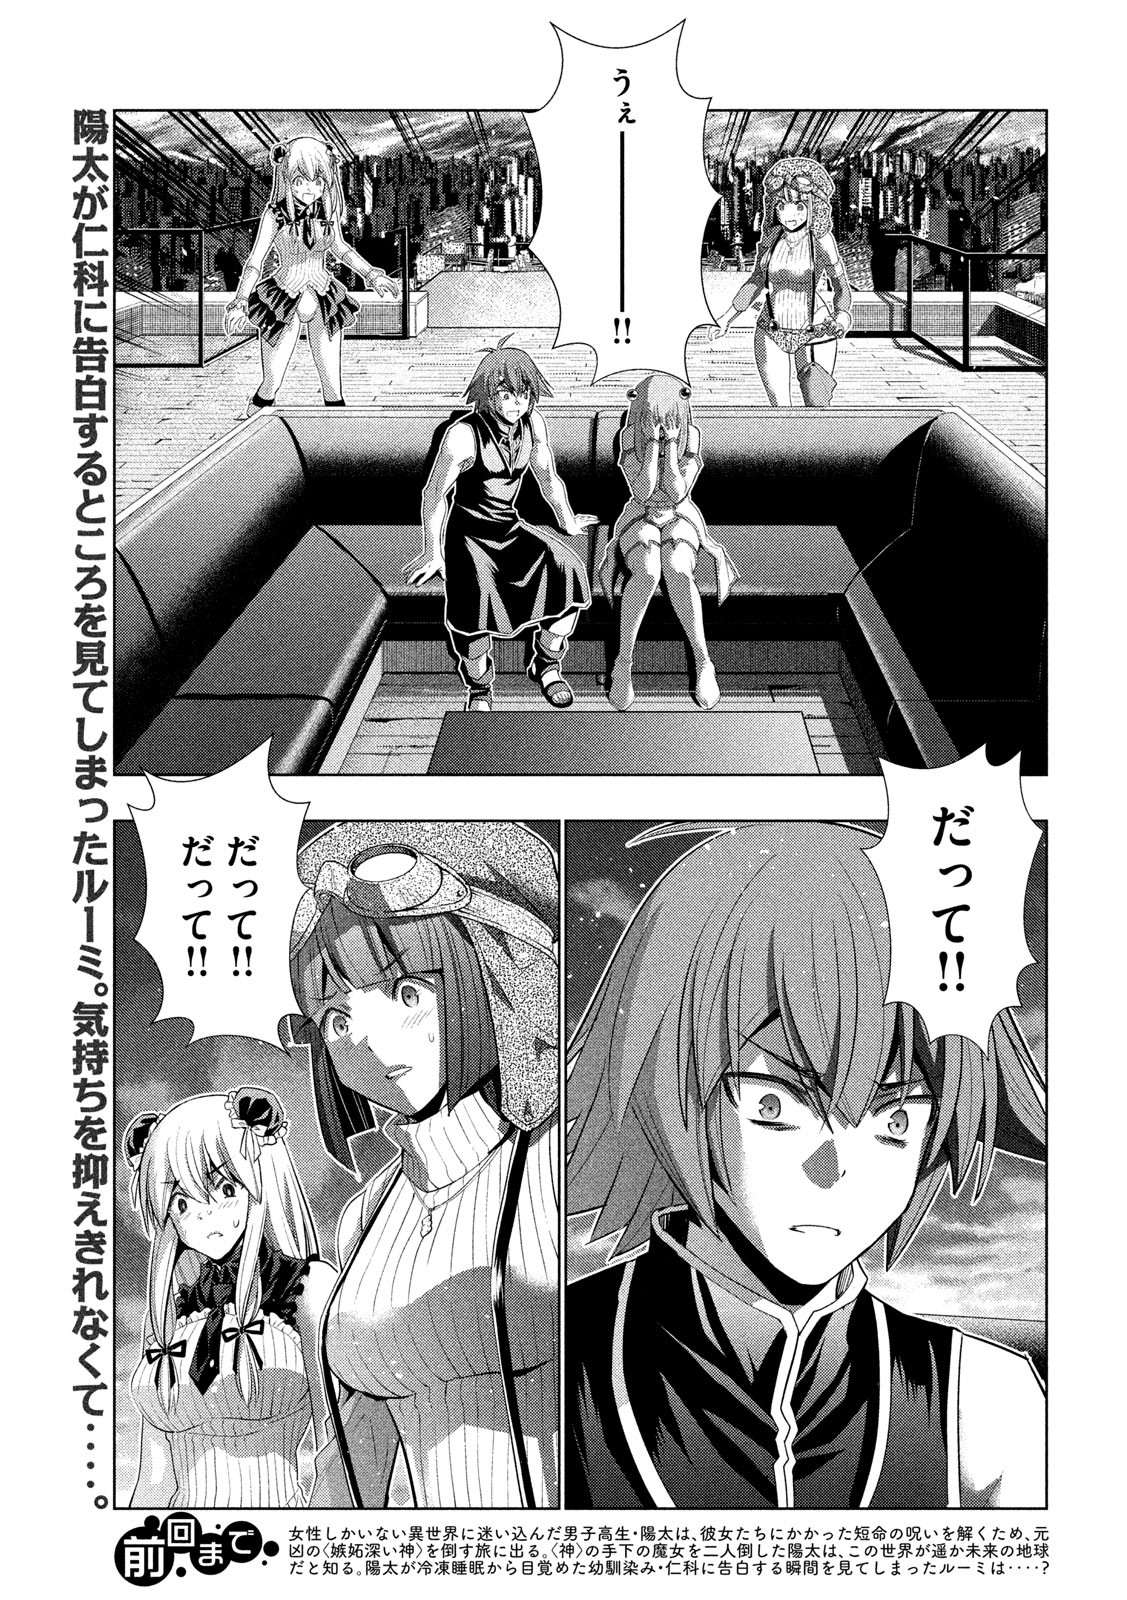 うぇ━━━━!!
だって!!
だって!!
だって!!
陽太が仁科に告白するところを見てしまったルーミ。気持ちを抑えきれなくて‥‥。
前回まで
女性しかいない異世界に迷い込んだ男子高生・陽太は、彼女たちにかかった短命の呪いを解くため、元
凶の〈嫉妬深い神〉を倒す旅に出る。〈神〉の手下の魔女を二人倒した陽太は、この世界が遥か未来の地球
だと知る。陽太が冷凍睡眠から目覚めた幼馴染み・仁科に告白する瞬間を見てしまったルーミは‥‥?